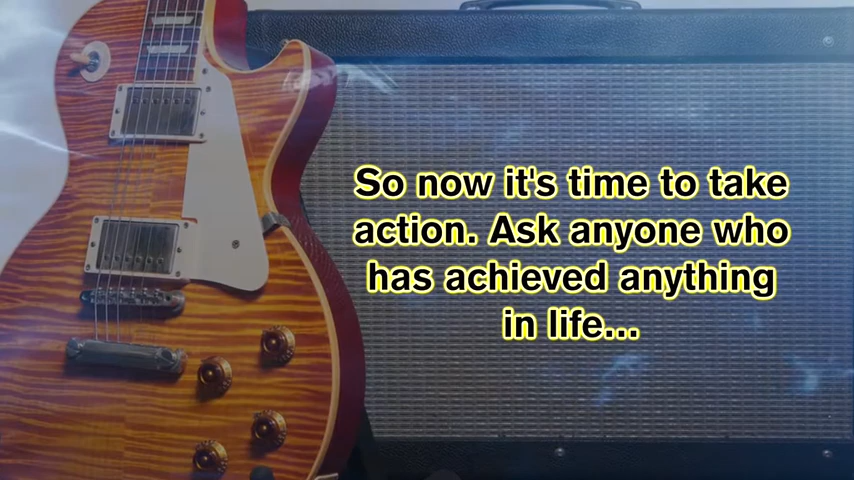 So now it's time to take
action. Ask anyone who
has achieved anything
in life...